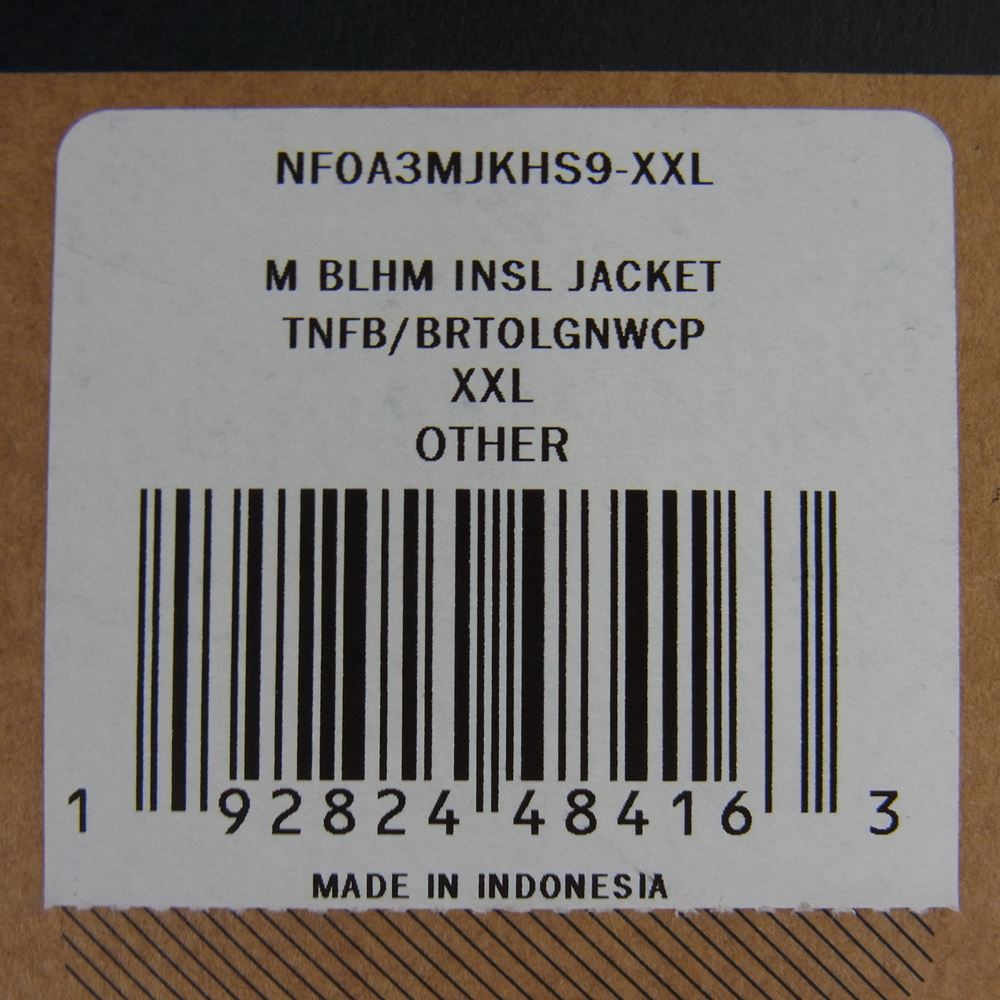 NF0A3MJKHS9-XXL
M BLHM INSL JACKET
TNFB/BRTOLGNWCP
XXL
OTHER
1 92824 48416 3
MADE IN INDONESIA